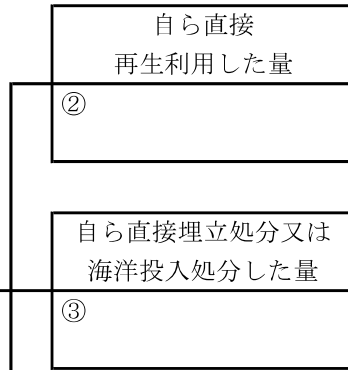 自ら直接
再生利用した量
②
自ら直接埋立処分又は
海洋投入処分した量
③